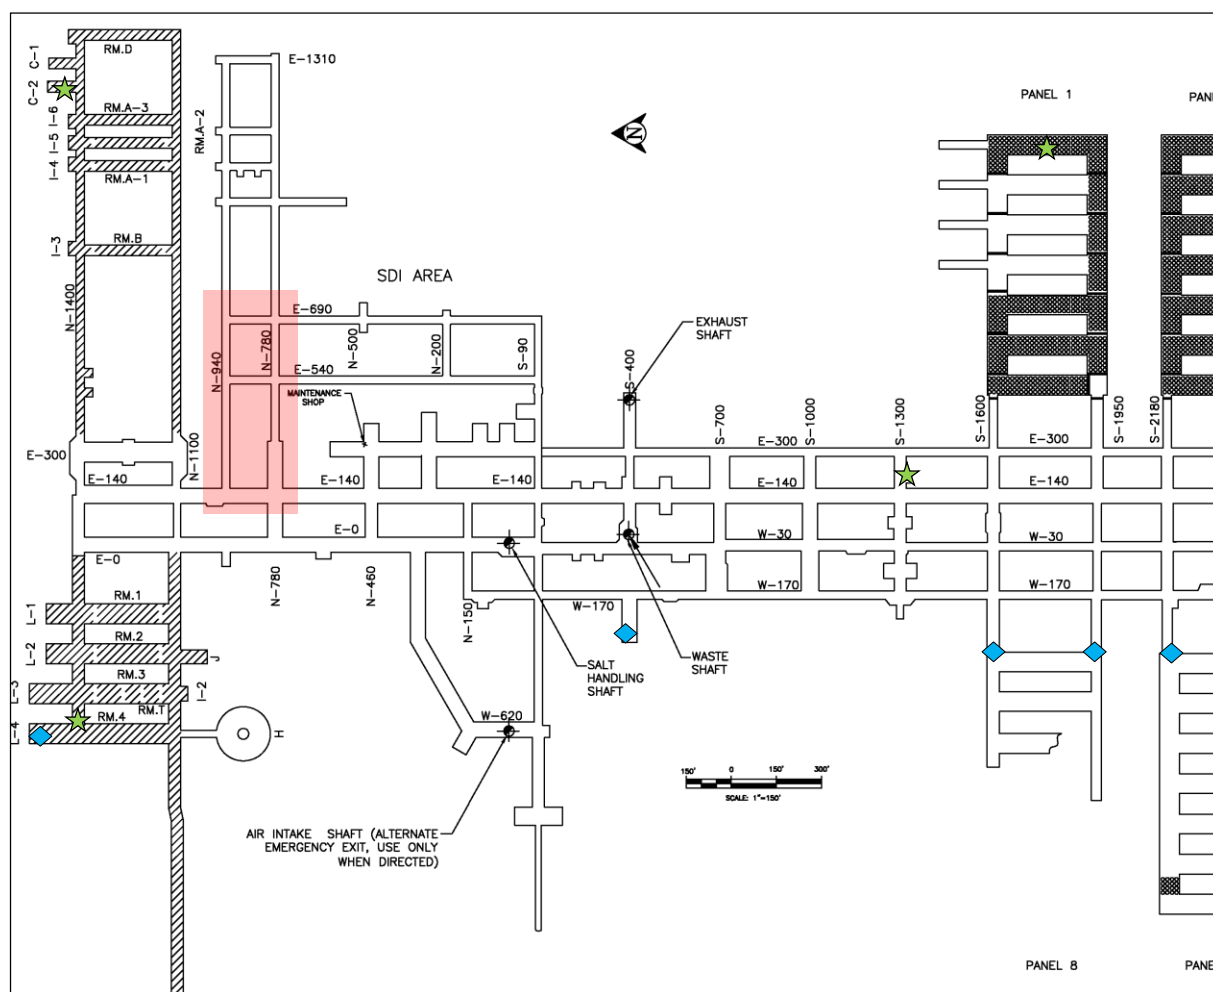 C-1
RM.D
E-1310
C-2
PANEL 1
PAN
RM.A-3
I-6
RM.A-2
N
I-5
I-4
RM.A-1
I-3
RM.B
SDI AREA
N-1400
E-690
EXHAUST
SHAFT
N-940
N-780
N-500
N-200
S-90
E-540
S-400
MAINTENANCE
SHOP
S-700
S-1000
S-1300
S-1600
S-1950
S-2180
N-1100
E-300
E-300
E-300
E-140
E-140
E-140
E-140
E-140
E-0
W-30
W-30
E-0
N-780
N-460
W-170
W-170
RM.1
L-1
N-150
W-170
RM.2
L-2
J
SALT
HANDLING
SHAFT
WASTE
SHAFT
RM.3
L-3
I-2
RM.T
RM.4
L-4
W-620
H
150'
0
150'
300'
SCALE: 1"=150'
AIR INTAKE SHAFT (ALTERNATE
EMERGENCY EXIT, USE ONLY
WHEN DIRECTED)
PANEL 8
PANE